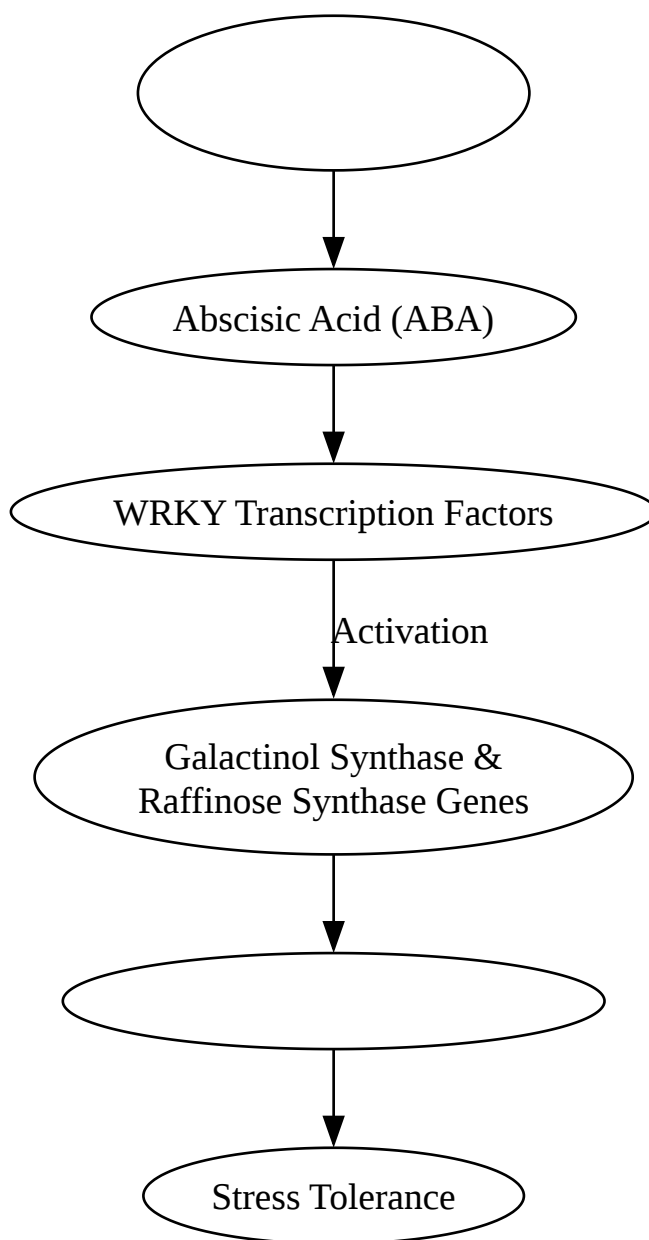 Abscisic Acid (ABA)
WRKY Transcription Factors
Activation
Galactinol Synthase &
Raffinose Synthase Genes
Stress Tolerance